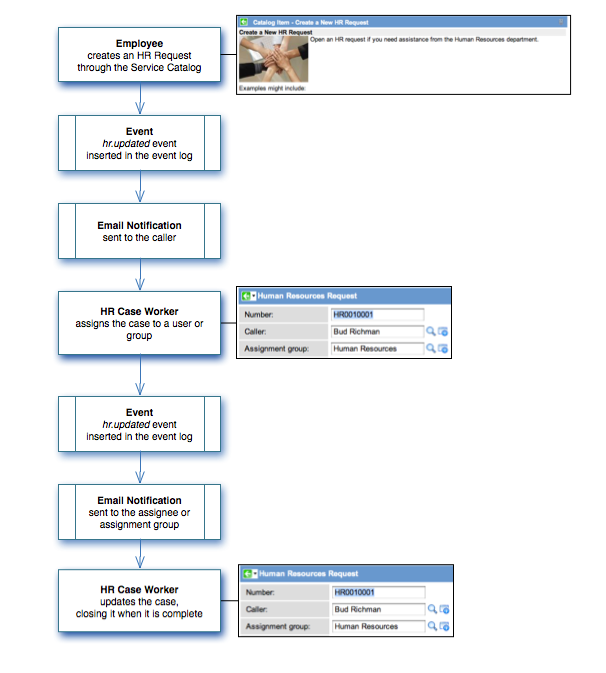 Employee
creates an HR Request
through the Service Catalog
Catalog Item - Create a New HR Request
Create a New HR Request
Open an HR request if you need assistance from the Human Resources department.
Examples might include:
Event
hr.updated event
inserted in the event log
Email Notification
sent to the caller
HR Case Worker
assigns the case to a user or
group
Human Resources Request
Number: HR0010001
Caller: Bud Richman
Assignment group: Human Resources
Event
hr.updated event
inserted in the event log
Email Notification
sent to the assignee or
assignment group
HR Case Worker
updates the case,
closing it when it is complete
Human Resources Request
Number: HR0010001
Caller: Bud Richman
Assignment group: Human Resources